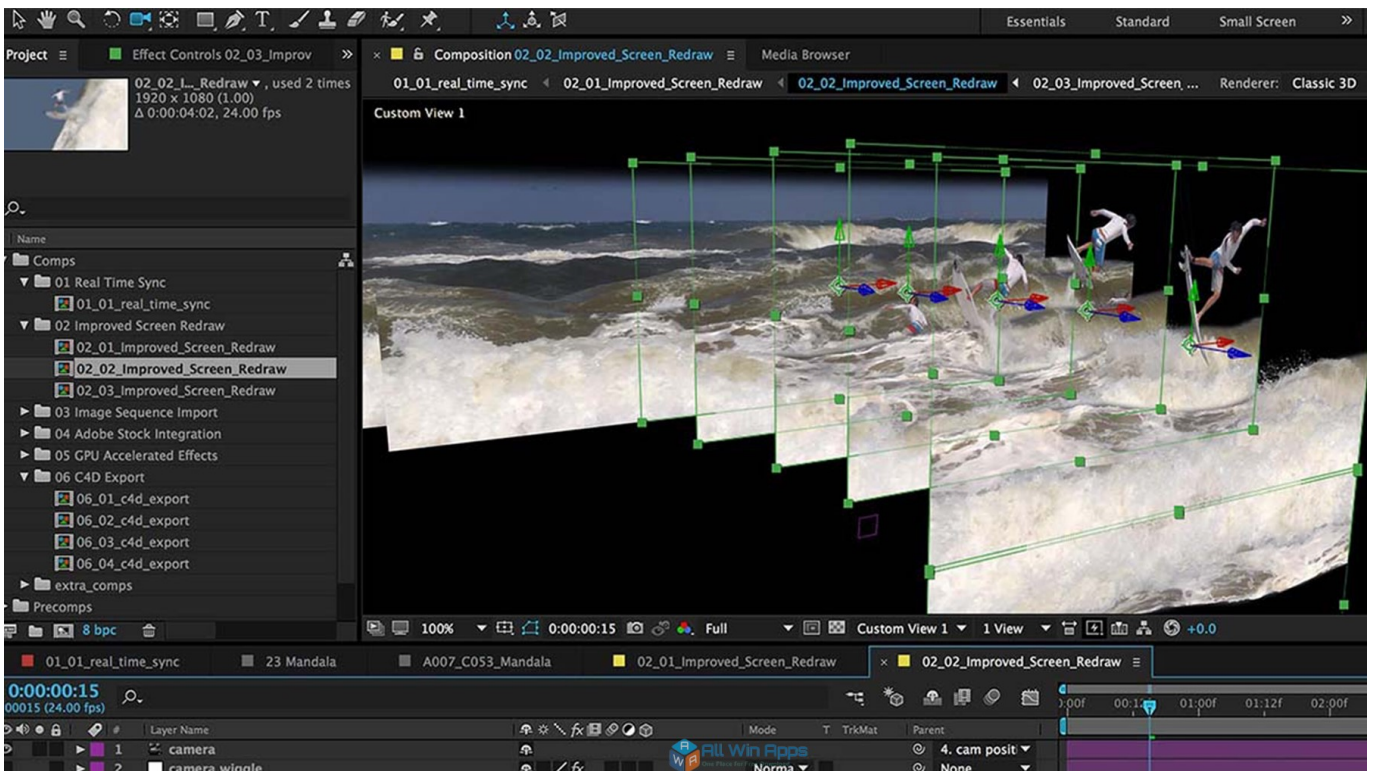 Essentials Standard Small Screen »
Project Effect Controls 02_03_Improv » × Composition 02_02_Improved_Screen_Redraw Media Browser
02_02_I..._Redraw ▾ , used 2 times
1920 x 1080 (1.00)
Δ 0:00:04:02, 24.00 fps
01_01_real_time_sync 02_01_Improved_Screen_Redraw 02_02_Improved_Screen_Redraw 02_03_Improved_Screen_ ... Renderer: Classic 3D
Custom View 1
Name
Comps
01 Real Time Sync
01_01_real_time_sync
02 Improved Screen Redraw
02_01_Improved_Screen_Redraw
02_02_Improved_Screen_Redraw
02_03_Improved_Screen_Redraw
03 Image Sequence Import
04 Adobe Stock Integration
05 GPU Accelerated Effects
06 C4D Export
06_01_c4d_export
06_02_c4d_export
06_03_c4d_export
06_04_c4d_export
extra_comps
Precomps
8 bpc
100% 0:00:00:15 Full Custom View 1 1 View +0.0
01_01_real_time_sync 23 Mandala A007_C053_Mandala 02_01_Improved_Screen_Redraw × 02_02_Improved_Screen_Redraw
0:00:00:15
00015 (24.00 fps)
):00f 00:12f 01:00f 01:12f 02:00f
# Layer Name Mode T TrkMat Parent
1 camera 4. cam positi
2 camera wiggle Norma None
All Win Apps